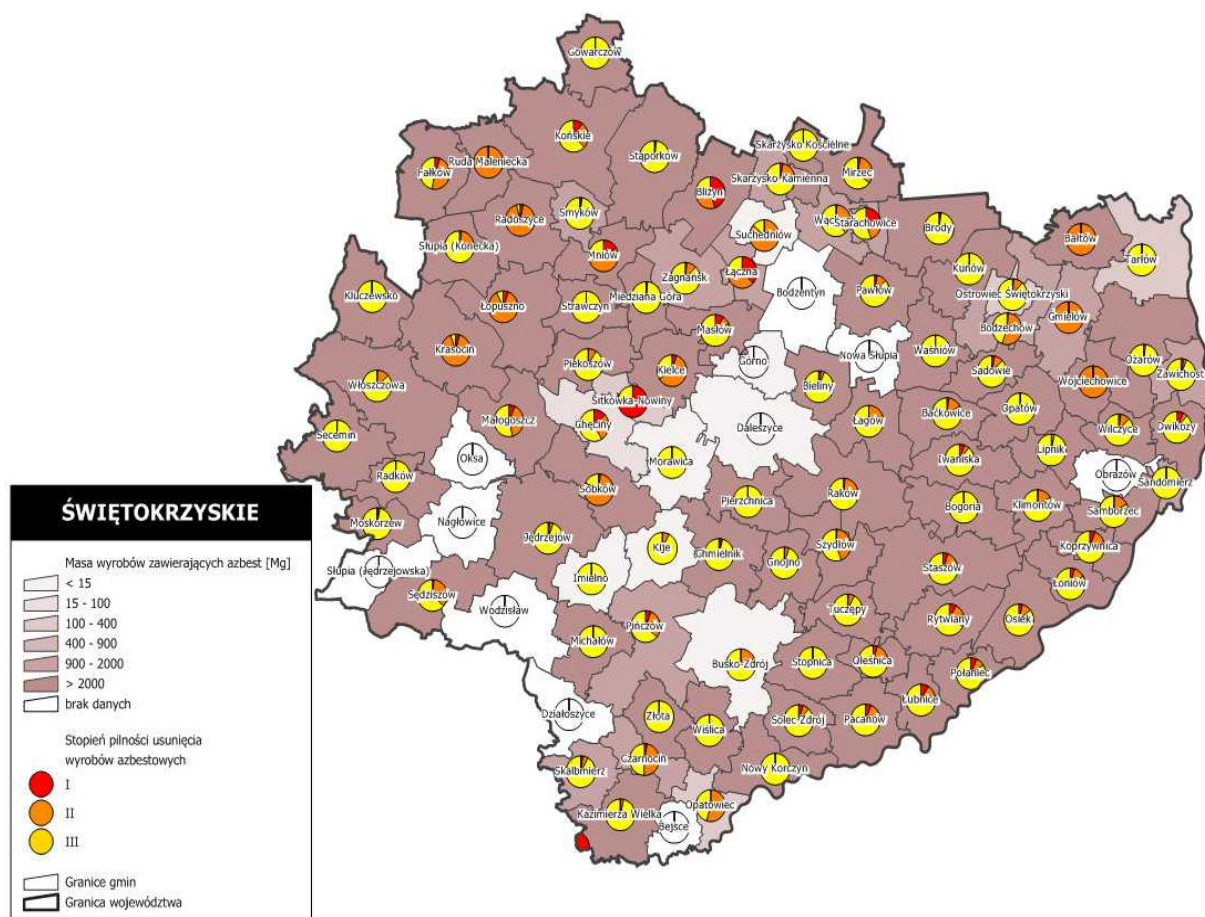 Gowarczów
Końskie
Skarżysko Kościelne
Stąporków
Ruda Maleniecka
Fałków
Skarżysko Kamienna
Mirzec
Bliżyn
Radoszyce
Smyków
Wąchock
Starachowice
Suchedniów
Brody
Bałtów
Słupia (Konecka)
Mniów
Tarłów
Zagnańsk
Łączna
Kunów
Kluczewsko
Łopuszno
Strawczyn
Miedziana Góra
Bodzentyn
Pawłów
Ostrowiec Świętokrzyski
Ćmielów
Masłów
Bodzechów
Krasocin
Waśniów
Nowa Słupia
Ożarów
Piekoszów
Kielce
Górno
Sadowie
Zawichost
Włoszczowa
Bieliny
Wojciechowice
Sitkówka-Nowiny
Małogoszcz
Chęciny
Daleszyce
Łagów
Baćkowice
Opatów
Wilczyce
Dwikozy
Secemin
Oksa
Morawica
Iwaniska
Lipnik
Radków
Obrazów
Sandomierz
Sobków
Pierzchnica
Raków
Bogoria
Klimontów
Samborzec
Moskorzew
Nagłowice
Jędrzejów
Kije
Chmielnik
Gnojno
Szydłów
Koprzywnica
Słupia (Jędrzejowska)
Imielno
Staszów
Łoniów
Sędziszów
Wodzisław
Tuczępy
Rytwiany
Osiek
Pińczów
Michałów
Busko-Zdrój
Stopnica
Oleśnica
Połaniec
Łubnice
Działoszyce
Złota
Wiślica
Solec-Zdrój
Pacanów
Czarnocin
Skalbmierz
Nowy Korczyn
Opatowiec
Kazimierza Wielka
Bejsce
ŚWIĘTOKRZYSKIE
Masa wyrobów zawierających azbest [Mg]
< 15
15 - 100
100 - 400
400 - 900
900 - 2000
> 2000
brak danych
Stopień pilności usunięcia
wyrobów azbestowych
I
II
III
Granice gmin
Granica województwa